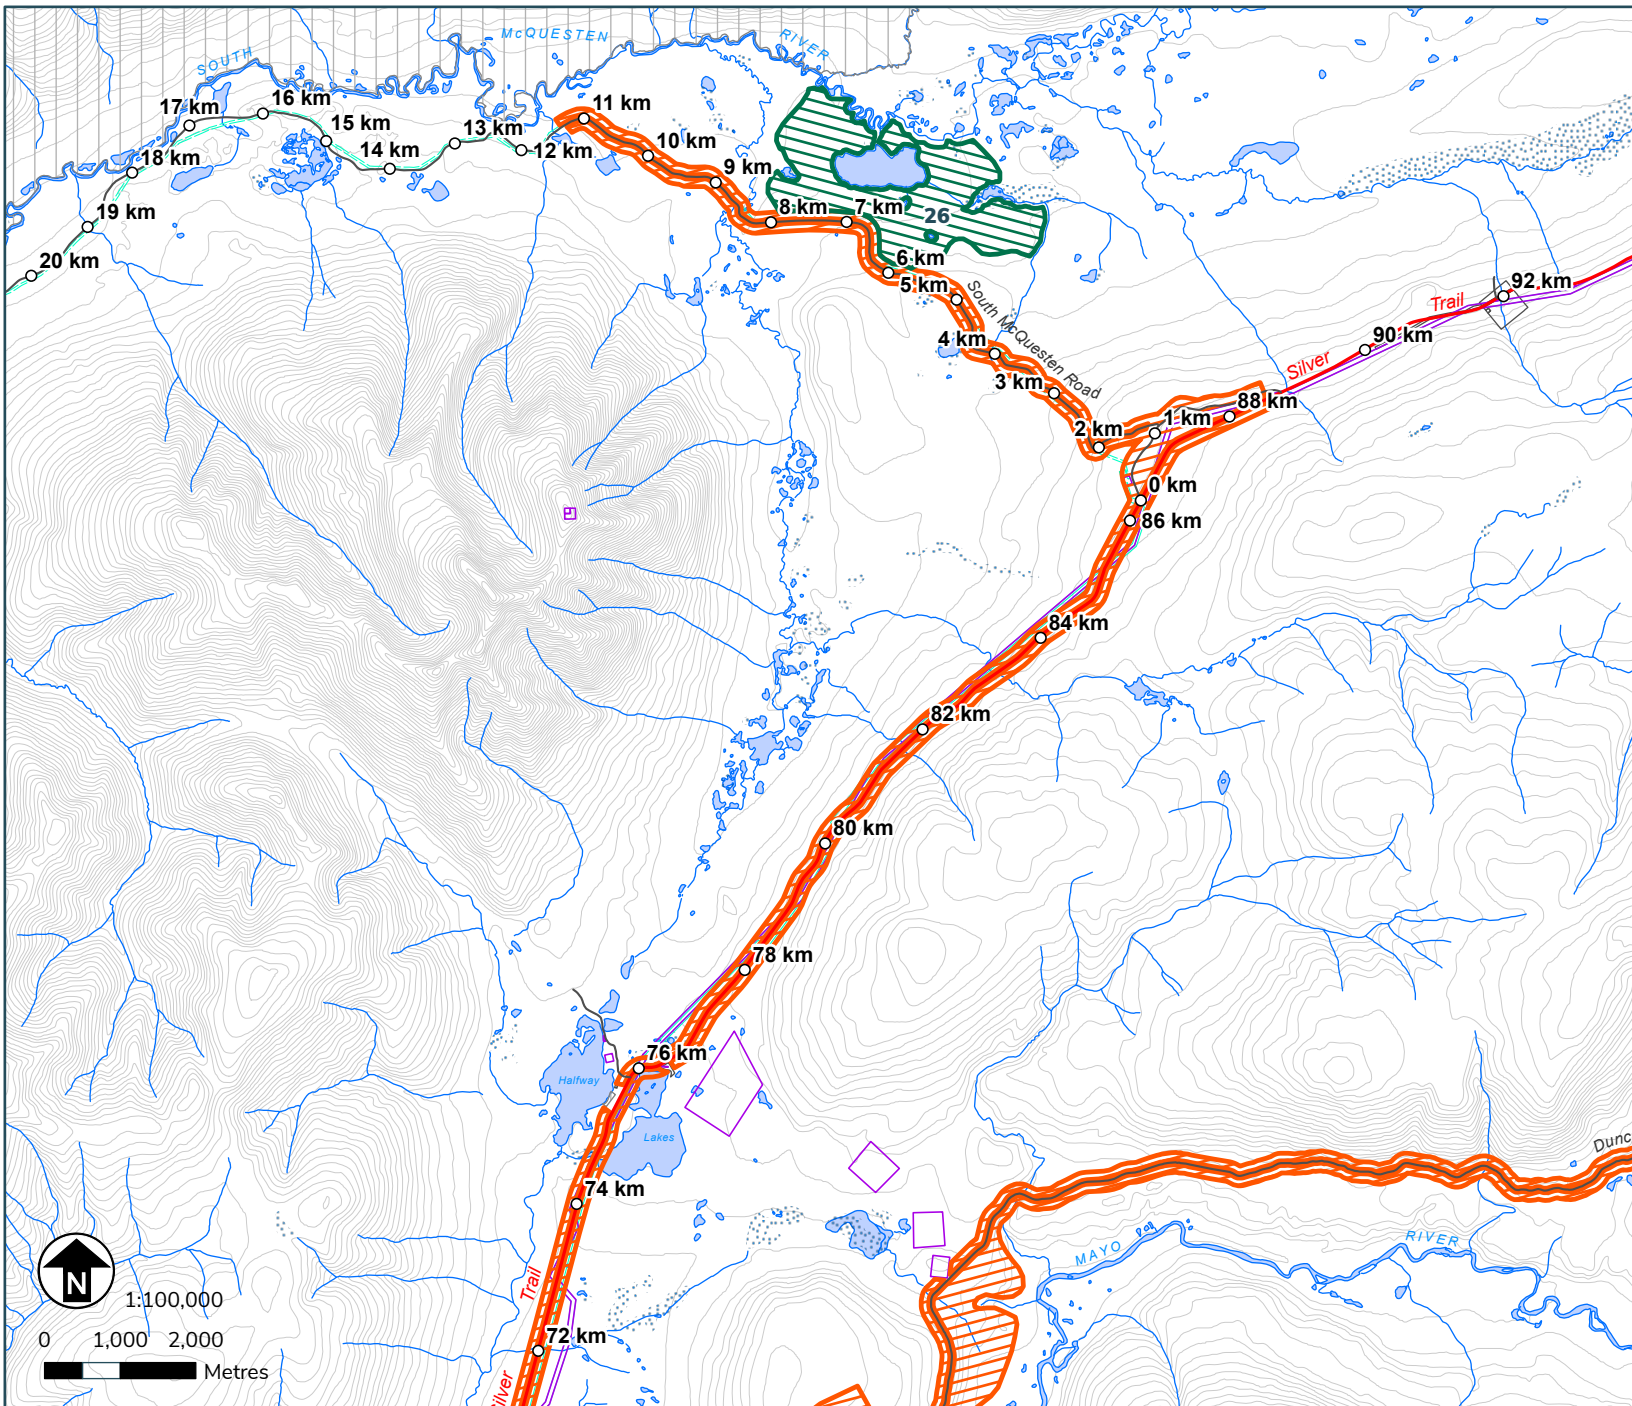 McQUESTEN
RIVER
SOUTH
17 km
16 km
11 km
15 km
13 km
10 km
14 km
12 km
18 km
9 km
19 km
8 km
7 km
26
20 km
6 km
5 km
92 km
South McQuesten Road
Trail
4 km
90 km
Silver
3 km
88 km
1 km
2 km
0 km
86 km
84 km
82 km
80 km
78 km
76 km
Halfway
Lakes
Dunc
74 km
MAYO
RIVER
N
1:100,000
Trail
0 1,000 2,000
72 km
Metres
ilver